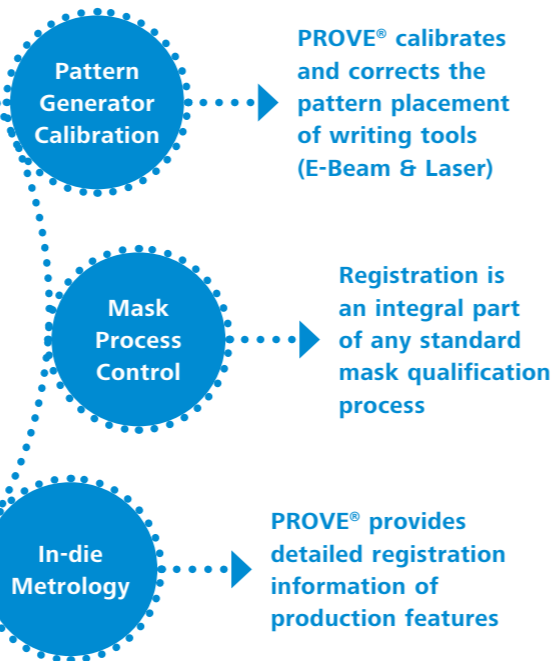 Pattern
Generator
Calibration
PROVE® calibrates
and corrects the
pattern placement
of writing tools
(E-Beam & Laser)
Mask
Process
Control
Registration is
an integral part
of any standard
mask qualification
process
In-die
Metrology
PROVE® provides
detailed registration
information of
production features